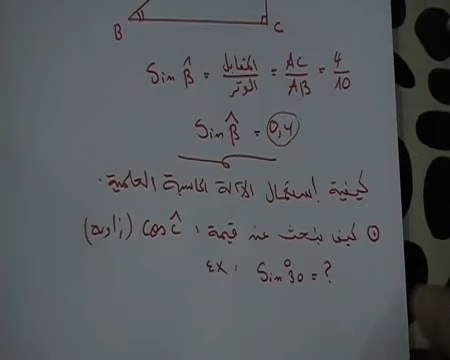 B C
Sin B̂ = المقابل / الوتر = AC / AB = 4 / 10
Sin B̂ = 0,4
كيفية إستعمال الآلة الحاسبة العلمية.
① كيف نبحث عن قيمة Cos Ĉ ، (زاوية)
ex، Sin 30° = ?